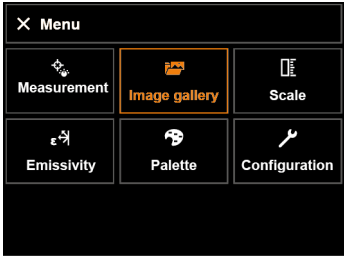 Menu
Measurement
Image gallery
Scale
ε
Emissivity
Palette
Configuration